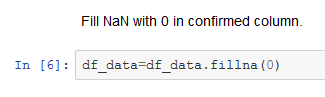 Fill NaN with 0 in confirmed column.
In [6]: df_data=df_data.fillna(0)